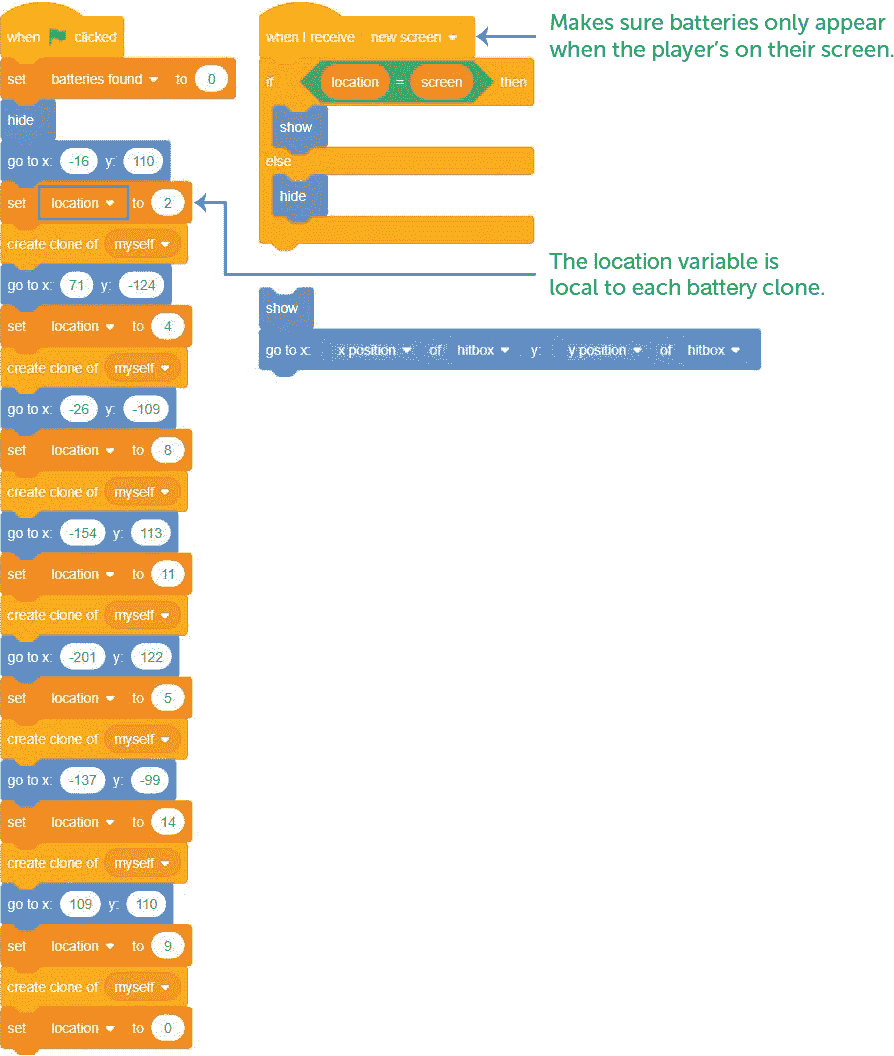 when clicked
set batteries found to 0
hide
go to x: -16 y: 110
set location to 2
create clone of myself
go to x: 71 y: -124
set location to 4
create clone of myself
go to x: -26 y: -109
set location to 8
create clone of myself
go to x: -154 y: 113
set location to 11
create clone of myself
go to x: -201 y: 122
set location to 5
create clone of myself
go to x: -137 y: -99
set location to 14
create clone of myself
go to x: 109 y: 110
set location to 9
create clone of myself
set location to 0
when I receive new screen
if location = screen then
show
else
hide
Makes sure batteries only appear
when the player's on their screen.
The location variable is
local to each battery clone.
show
go to x: x position of hitbox y: y position of hitbox